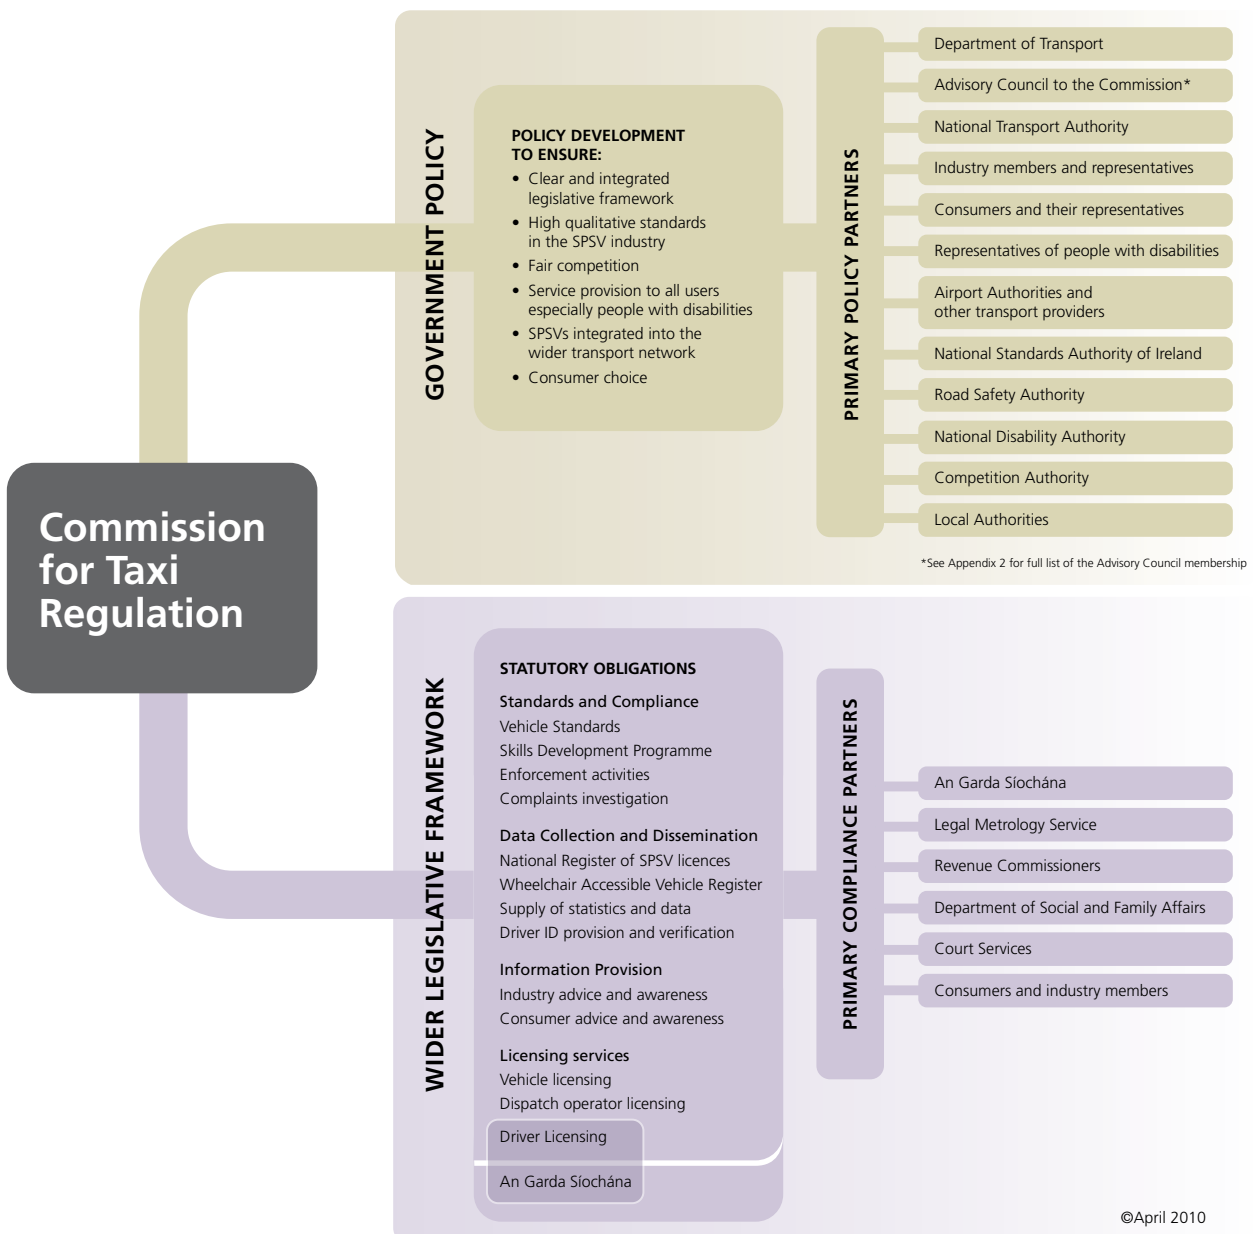 Commission
for Taxi
Regulation
GOVERNMENT POLICY
POLICY DEVELOPMENT
TO ENSURE:
• Clear and integrated
legislative framework
• High qualitative standards
in the SPSV industry
• Fair competition
• Service provision to all users
especially people with disabilities
• SPSVs integrated into the
wider transport network
• Consumer choice
PRIMARY POLICY PARTNERS
Department of Transport
Advisory Council to the Commission*
National Transport Authority
Industry members and representatives
Consumers and their representatives
Representatives of people with disabilities
Airport Authorities and
other transport providers
National Standards Authority of Ireland
Road Safety Authority
National Disability Authority
Competition Authority
Local Authorities
*See Appendix 2 for full list of the Advisory Council membership
WIDER LEGISLATIVE FRAMEWORK
STATUTORY OBLIGATIONS
Standards and Compliance
Vehicle Standards
Skills Development Programme
Enforcement activities
Complaints investigation
Data Collection and Dissemination
National Register of SPSV licences
Wheelchair Accessible Vehicle Register
Supply of statistics and data
Driver ID provision and verification
Information Provision
Industry advice and awareness
Consumer advice and awareness
Licensing services
Vehicle licensing
Dispatch operator licensing
Driver Licensing
An Garda Síochána
PRIMARY COMPLIANCE PARTNERS
An Garda Síochána
Legal Metrology Service
Revenue Commissioners
Department of Social and Family Affairs
Court Services
Consumers and industry members
©April 2010